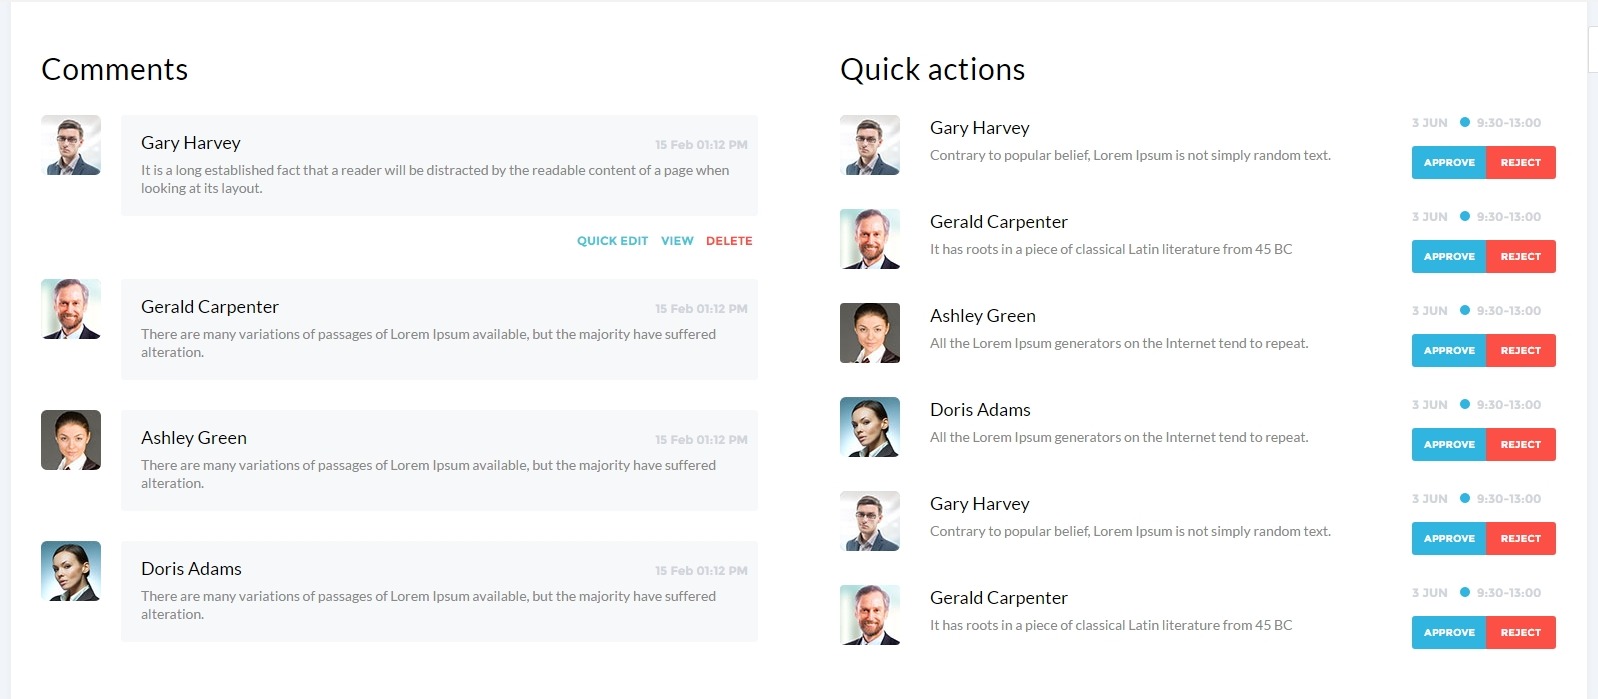 Comments
Gary Harvey
15 Feb 01:12 PM
It is a long established fact that a reader will be distracted by the readable content of a page when
looking at its layout.
QUICK EDIT VIEW DELETE
Gerald Carpenter
15 Feb 01:12 PM
There are many variations of passages of Lorem Ipsum available, but the majority have suffered
alteration.
Ashley Green
15 Feb 01:12 PM
There are many variations of passages of Lorem Ipsum available, but the majority have suffered
alteration.
Doris Adams
15 Feb 01:12 PM
There are many variations of passages of Lorem Ipsum available, but the majority have suffered
alteration.
Quick actions
Gary Harvey
3 JUN 9:30-13:00
Contrary to popular belief, Lorem Ipsum is not simply random text.
APPROVE REJECT
Gerald Carpenter
3 JUN 9:30-13:00
It has roots in a piece of classical Latin literature from 45 BC
APPROVE REJECT
Ashley Green
3 JUN 9:30-13:00
All the Lorem Ipsum generators on the Internet tend to repeat.
APPROVE REJECT
Doris Adams
3 JUN 9:30-13:00
All the Lorem Ipsum generators on the Internet tend to repeat.
APPROVE REJECT
Gary Harvey
3 JUN 9:30-13:00
Contrary to popular belief, Lorem Ipsum is not simply random text.
APPROVE REJECT
Gerald Carpenter
3 JUN 9:30-13:00
It has roots in a piece of classical Latin literature from 45 BC
APPROVE REJECT